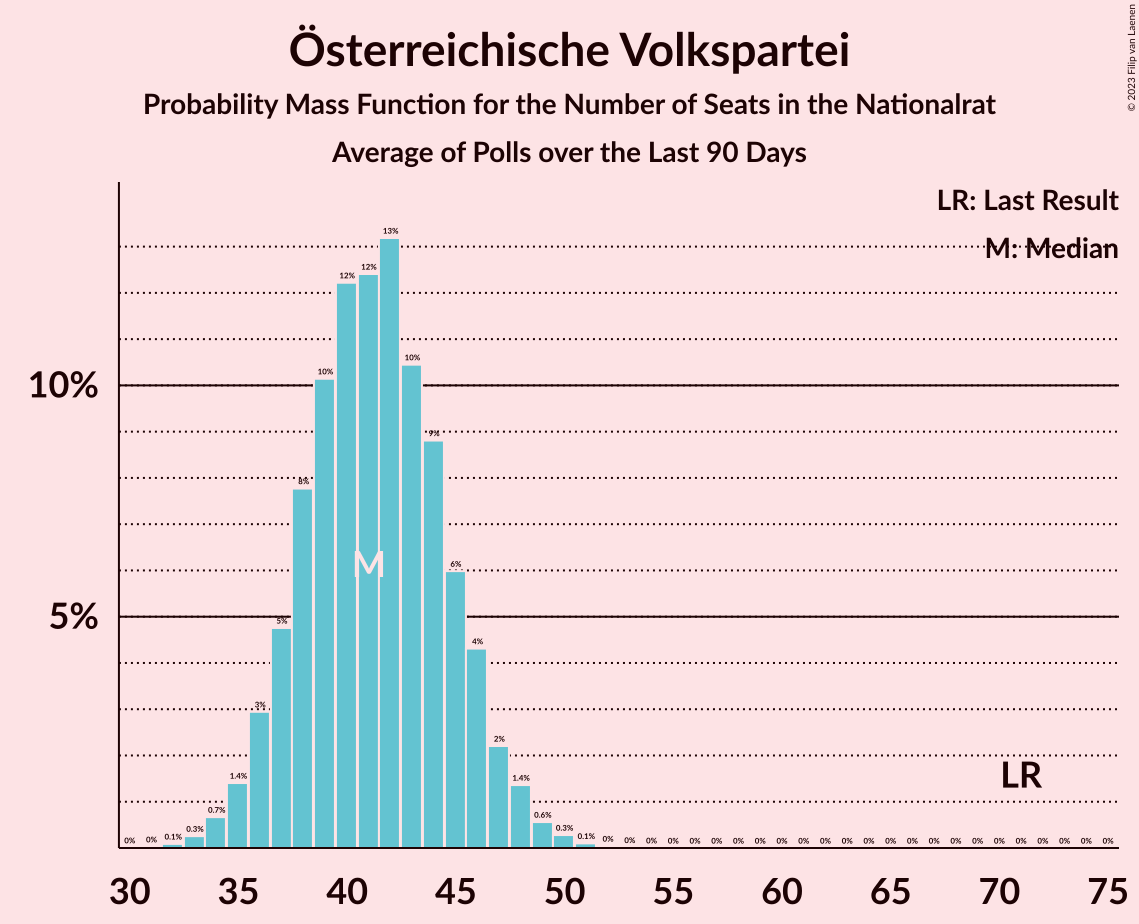 Österreichische Volkspartei
Probability Mass Function for the Number of Seats in the Nationalrat
Average of Polls over the Last 90 Days
© 2023 Filip van Laenen
LR: Last Result
M: Median
10%
5%
0% 0% 0.1% 0.3% 0.7% 1.4% 3% 5% 8% 10% 12% 12% 13% 10% 9% 6% 4% 2% 1.4% 0.6% 0.3% 0.1% 0% 0% 0% 0% 0% 0% 0% 0% 0% 0% 0% 0% 0% 0% 0% 0% 0% 0% 0% 0% 0% 0% 0% 0%
M
LR
30 35 40 45 50 55 60 65 70 75